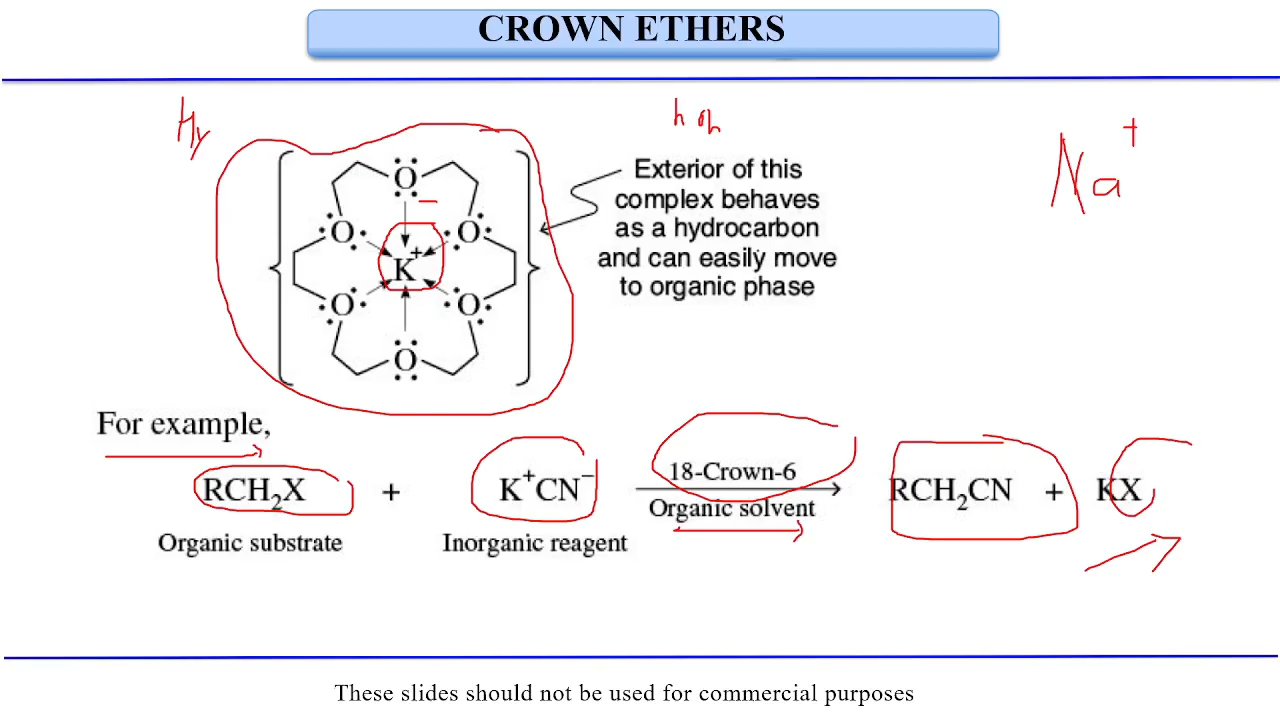 CROWN ETHERS
Hy
Na+
Exterior of this
complex behaves
as a hydrocarbon
and can easily move
to organic phase
O
O O
K+
O O
O
For example,
RCH₂X + K⁺CN⁻ 18-Crown-6 RCH₂CN + KX
Organic solvent
Organic substrate Inorganic reagent
These slides should not be used for commercial purposes